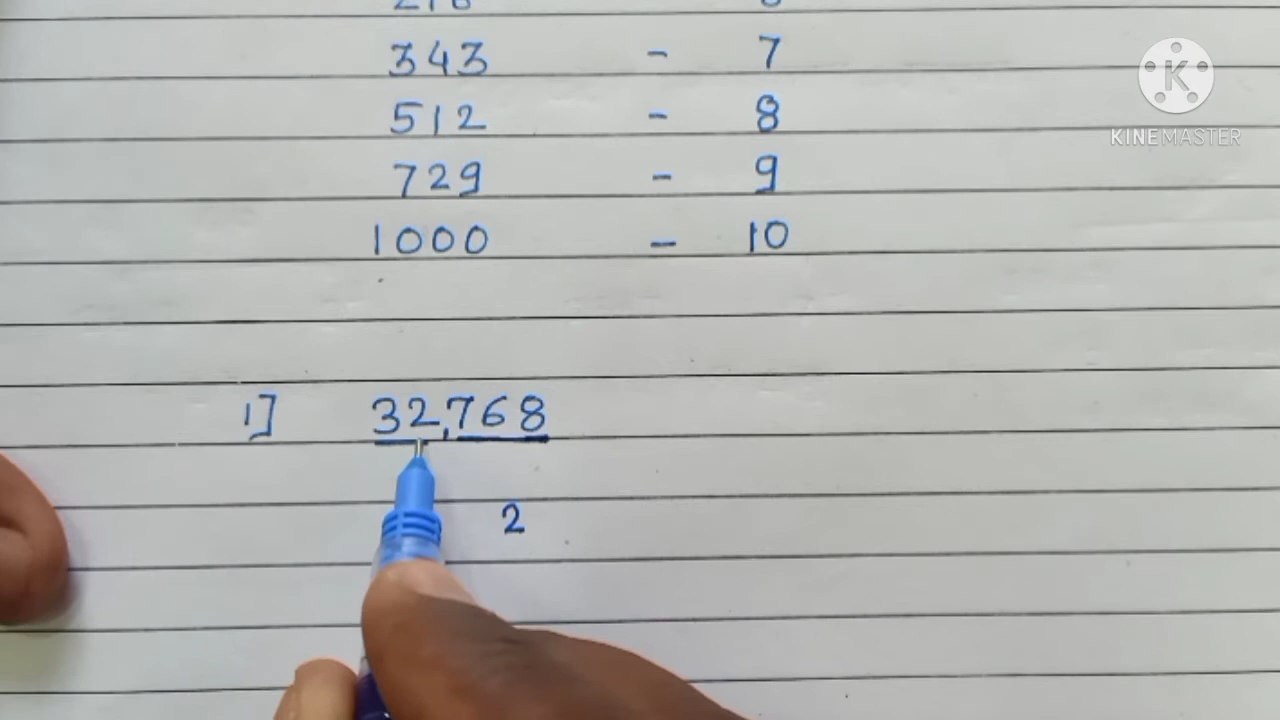 343 - 7
512 - 8
729 - 9
1000 - 10
1] 32,768
2
K
KINEMASTER